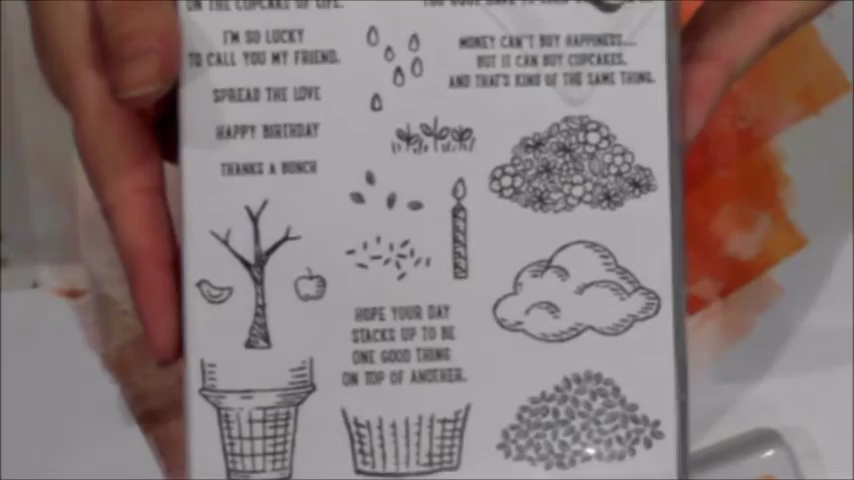 ON THE CUPCAKE OF LIFE.
I'M SO LUCKY
TO CALL YOU MY FRIEND.
SPREAD THE LOVE
HAPPY BIRTHDAY
THANKS A BUNCH
MONEY CAN'T BUY HAPPINESS...
BUT IT CAN BUY CUPCAKES,
AND THAT'S KIND OF THE SAME THING.
HOPE YOUR DAY
STACKS UP TO BE
ONE GOOD THING
ON TOP OF ANOTHER.